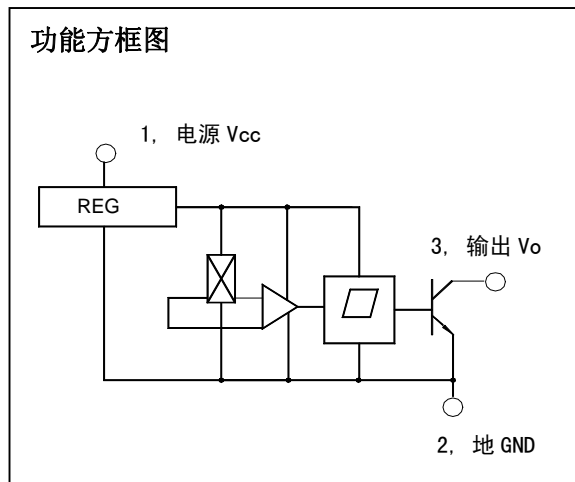 功能方框图
1, 电源 Vcc
REG
3, 输出 Vo
2, 地 GND